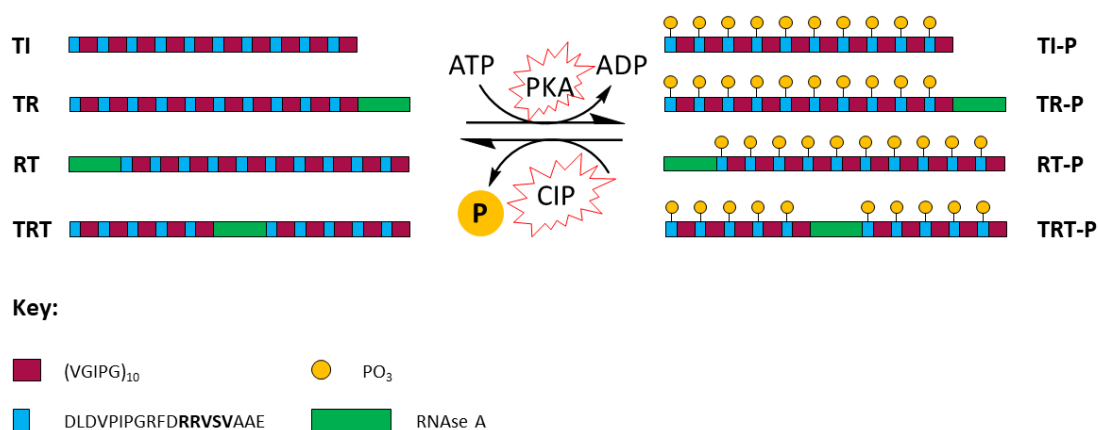 TI
TR
RT
TRT
ATP
PKA
ADP
CIP
P
TI-P
TR-P
RT-P
TRT-P
Key:
(VGIPG)₁₀
PO₃
DLDVPIPGRFDRRVSVAAE
RNAse A